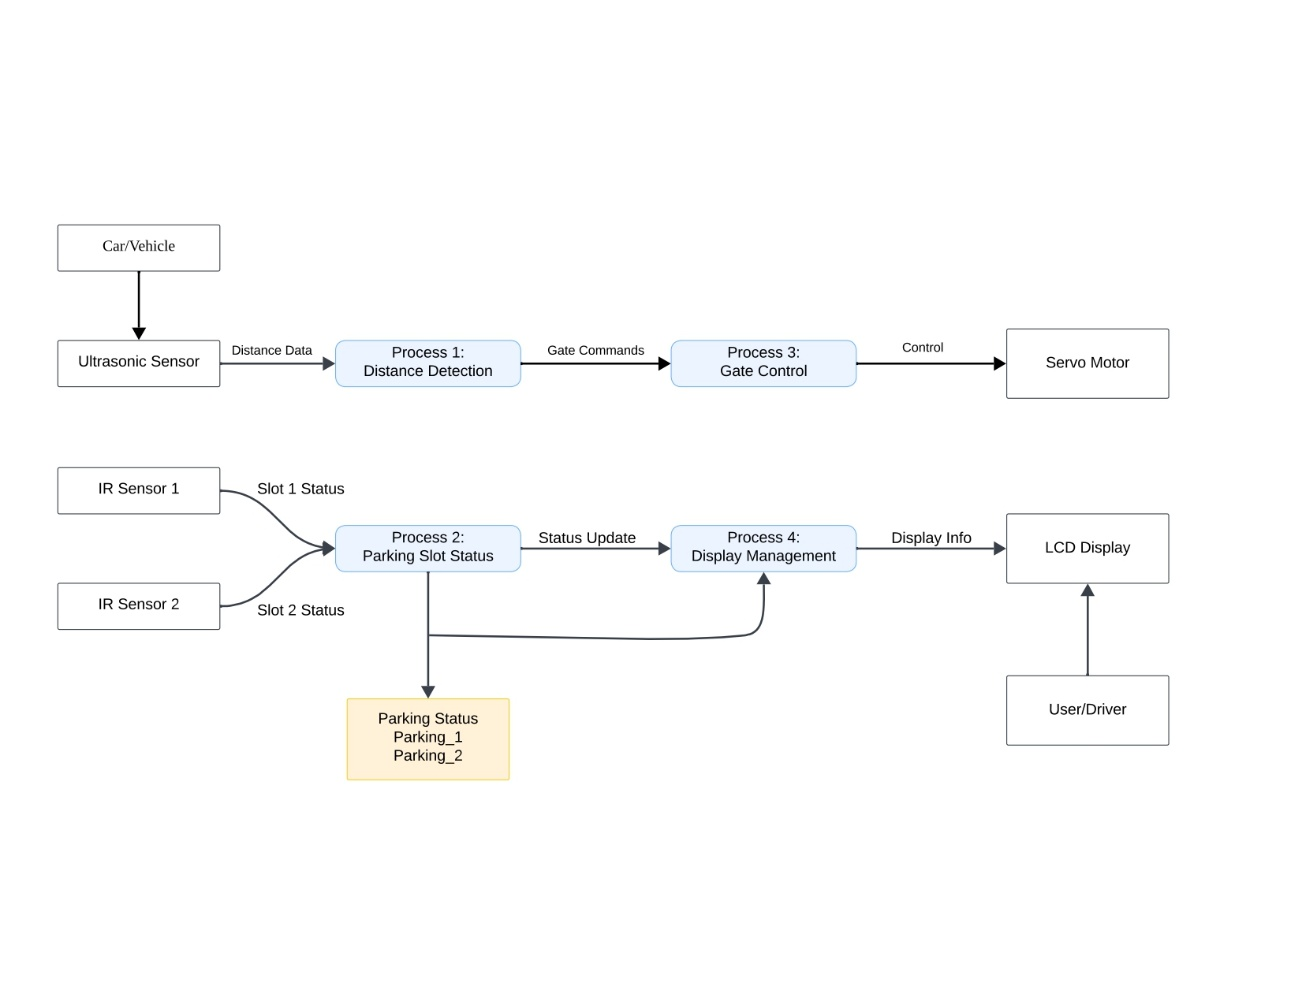 Car/Vehicle
Ultrasonic Sensor
Distance Data
Process 1:
Distance Detection
Gate Commands
Process 3:
Gate Control
Control
Servo Motor
IR Sensor 1
Slot 1 Status
IR Sensor 2
Slot 2 Status
Process 2:
Parking Slot Status
Status Update
Process 4:
Display Management
Display Info
LCD Display
User/Driver
Parking Status
Parking_1
Parking_2